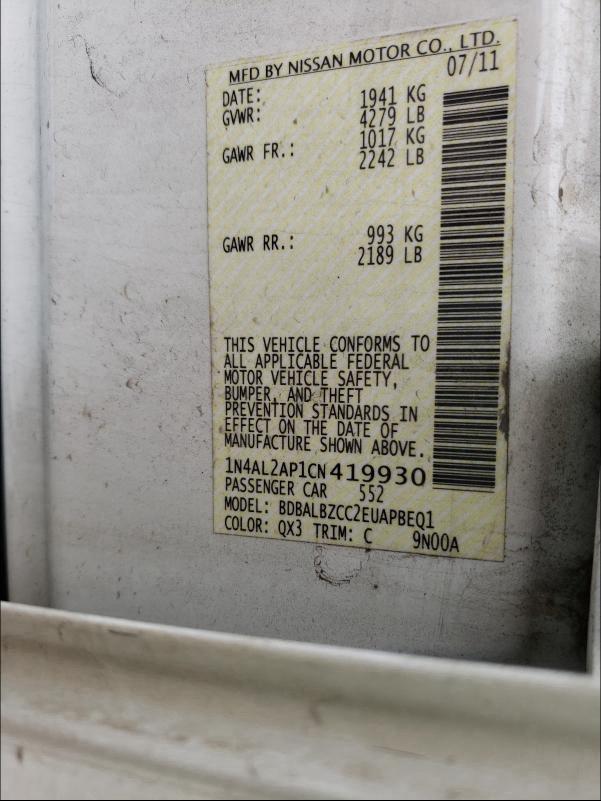 MFD BY NISSAN MOTOR CO., LTD.
DATE: 07/11
GVWR: 1941 KG
4279 LB
GAWR FR.: 1017 KG
2242 LB
GAWR RR.: 993 KG
2189 LB
THIS VEHICLE CONFORMS TO
ALL APPLICABLE FEDERAL
MOTOR VEHICLE SAFETY,
BUMPER, AND THEFT
PREVENTION STANDARDS IN
EFFECT ON THE DATE OF
MANUFACTURE SHOWN ABOVE.
1N4AL2AP1CN419930
PASSENGER CAR 552
MODEL: BDBALBZCC2EUAPBEQ1
COLOR: QX3 TRIM: C 9N00A